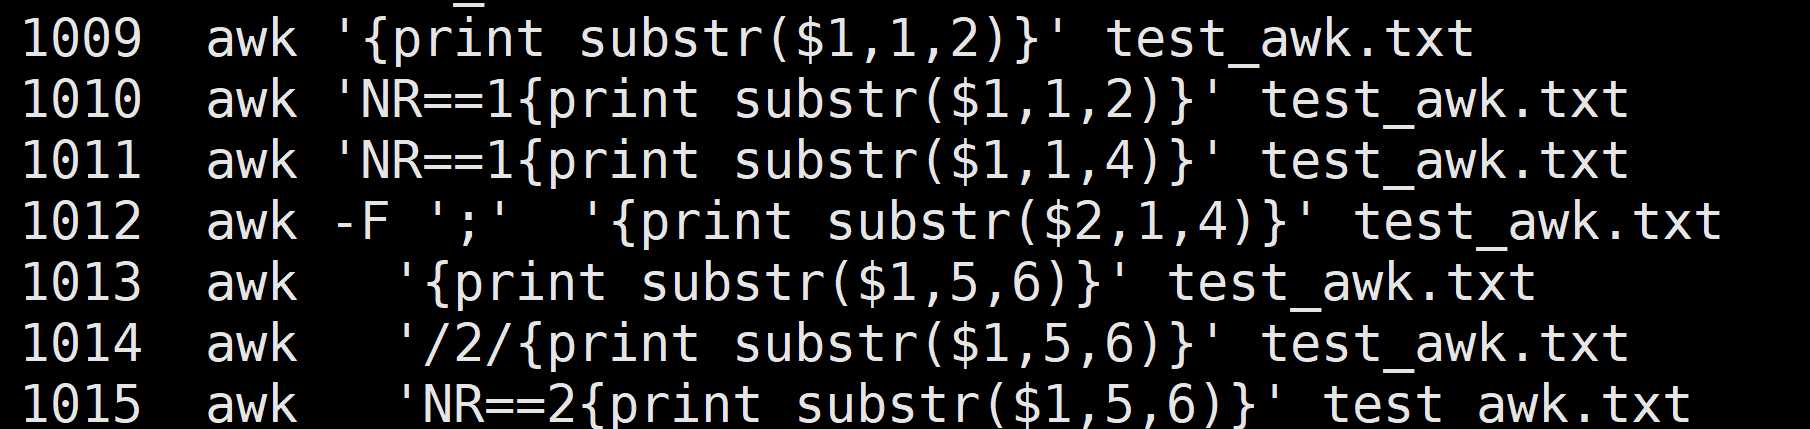 1009  awk '{print substr($1,1,2)}' test_awk.txt
1010  awk 'NR==1{print substr($1,1,2)}' test_awk.txt
1011  awk 'NR==1{print substr($1,1,4)}' test_awk.txt
1012  awk -F ';'  '{print substr($2,1,4)}' test_awk.txt
1013  awk   '{print substr($1,5,6)}' test_awk.txt
1014  awk   '/2/{print substr($1,5,6)}' test_awk.txt
1015  awk   'NR==2{print substr($1,5,6)}' test awk.txt